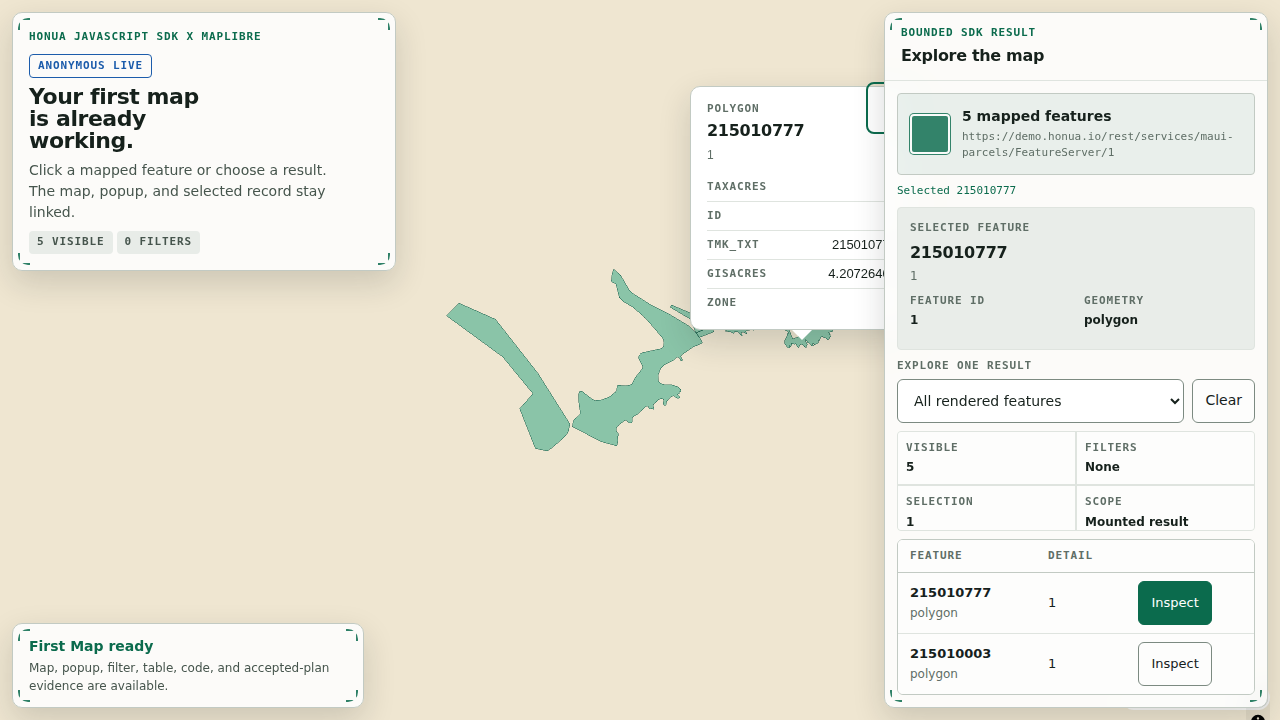 HONUA JAVASCRIPT SDK X MAPLIBRE
ANONYMOUS LIVE
Your first map
is already
working.
Click a mapped feature or choose a result.
The map, popup, and selected record stay
linked.
5 VISIBLE
0 FILTERS
POLYGON
215010777
1
TAXACRES
ID
TMK_TXT
GISACRES
ZONE
First Map ready
Map, popup, filter, table, code, and accepted-plan
evidence are available.
BOUNDED SDK RESULT
Explore the map
5 mapped features
https://demo.honua.io/rest/services/maui-
parcels/FeatureServer/1
Selected 215010777
SELECTED FEATURE
215010777
1
FEATURE ID
GEOMETRY
1
polygon
EXPLORE ONE RESULT
All rendered features
Clear
VISIBLE
FILTERS
5
None
SELECTION
SCOPE
1
Mounted result
FEATURE DETAIL
215010777
polygon
1
Inspect
215010003
polygon
1
Inspect